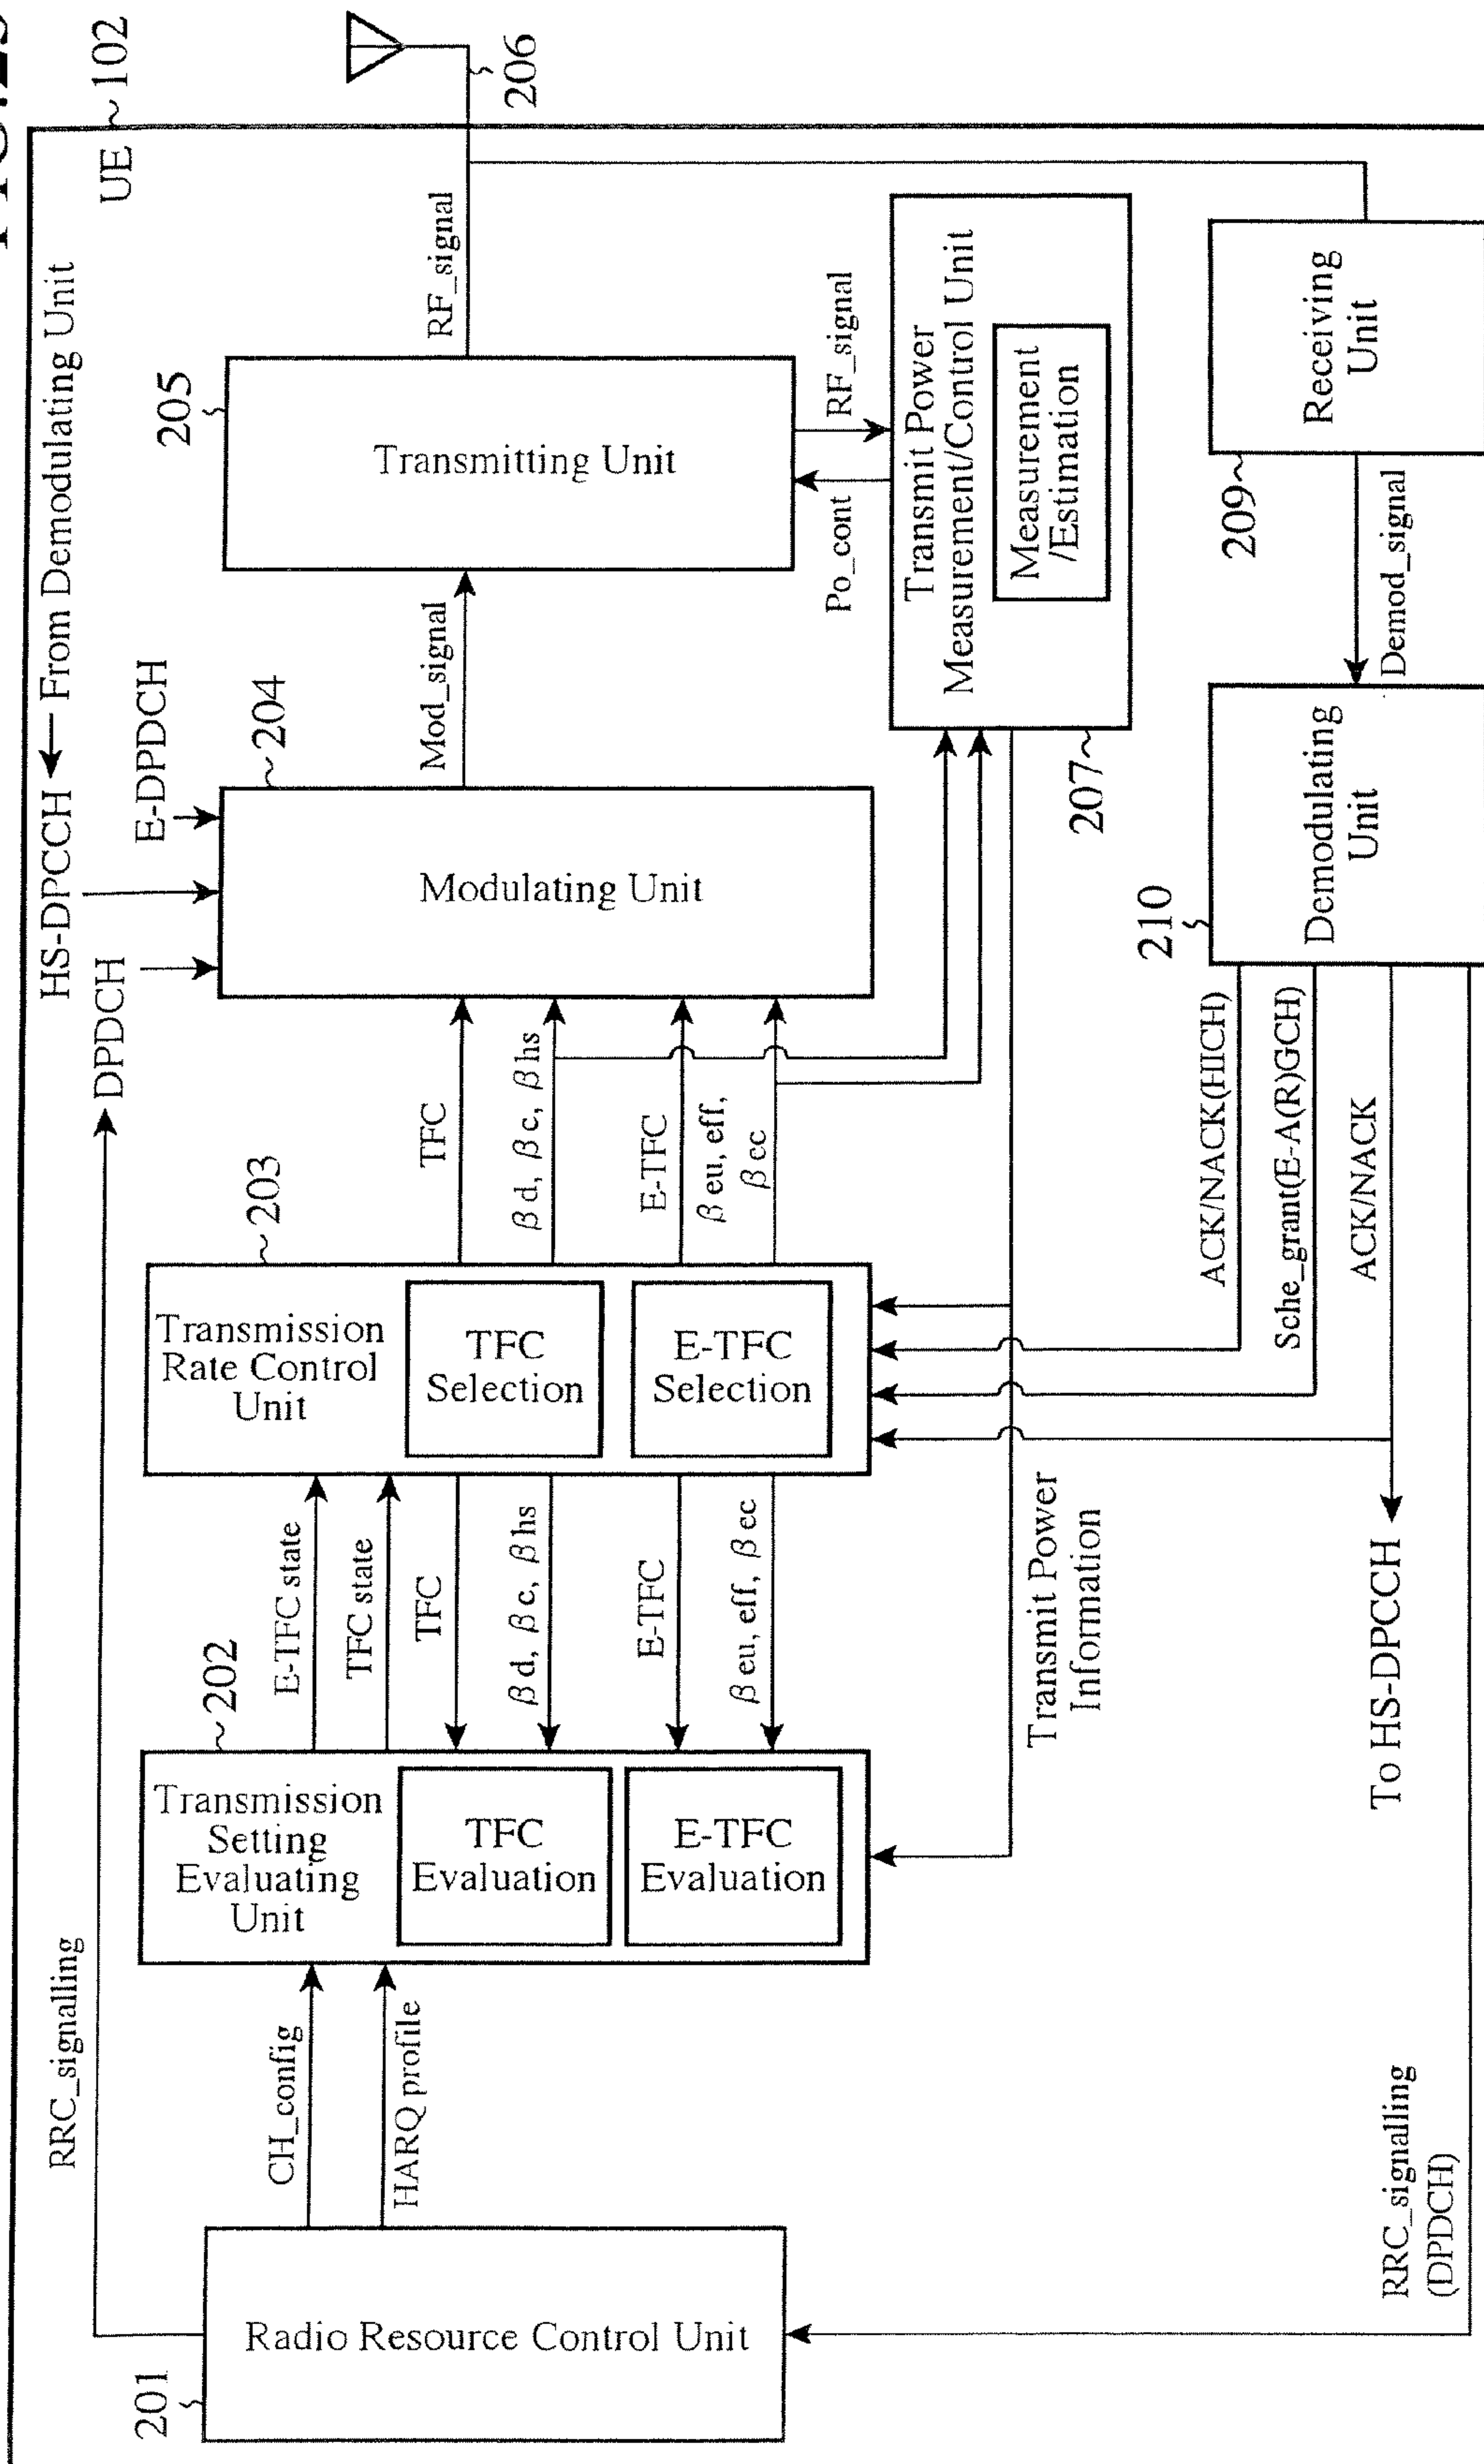 UE
102
RRC_signalling
HS-DPCCH
From Demodulating Unit
DPDCH
E-DPDCH
201
Radio Resource Control Unit
CH_config
HARQ profile
202
Transmission
Setting
Evaluating
Unit
TFC
Evaluation
E-TFC
Evaluation
E-TFC state
TFC state
TFC
βd, βc, βhs
E-TFC
βeu, eff, βec
203
Transmission
Rate Control
Unit
TFC
Selection
E-TFC
Selection
TFC
βd, βc, βhs
E-TFC
βeu, eff,
βec
204
Modulating Unit
Mod_signal
205
Transmitting Unit
RF_signal
206
Po_cont
RF_signal
Transmit Power
Measurement/Control Unit
Measurement
/Estimation
207
Transmit Power
Information
209
Receiving
Unit
Demod_signal
210
Demodulating
Unit
ACK/NACK(HICH)
Sche_grant(E-A(R)GCH)
ACK/NACK
To HS-DPCCH
RRC_signalling
(DPDCH)